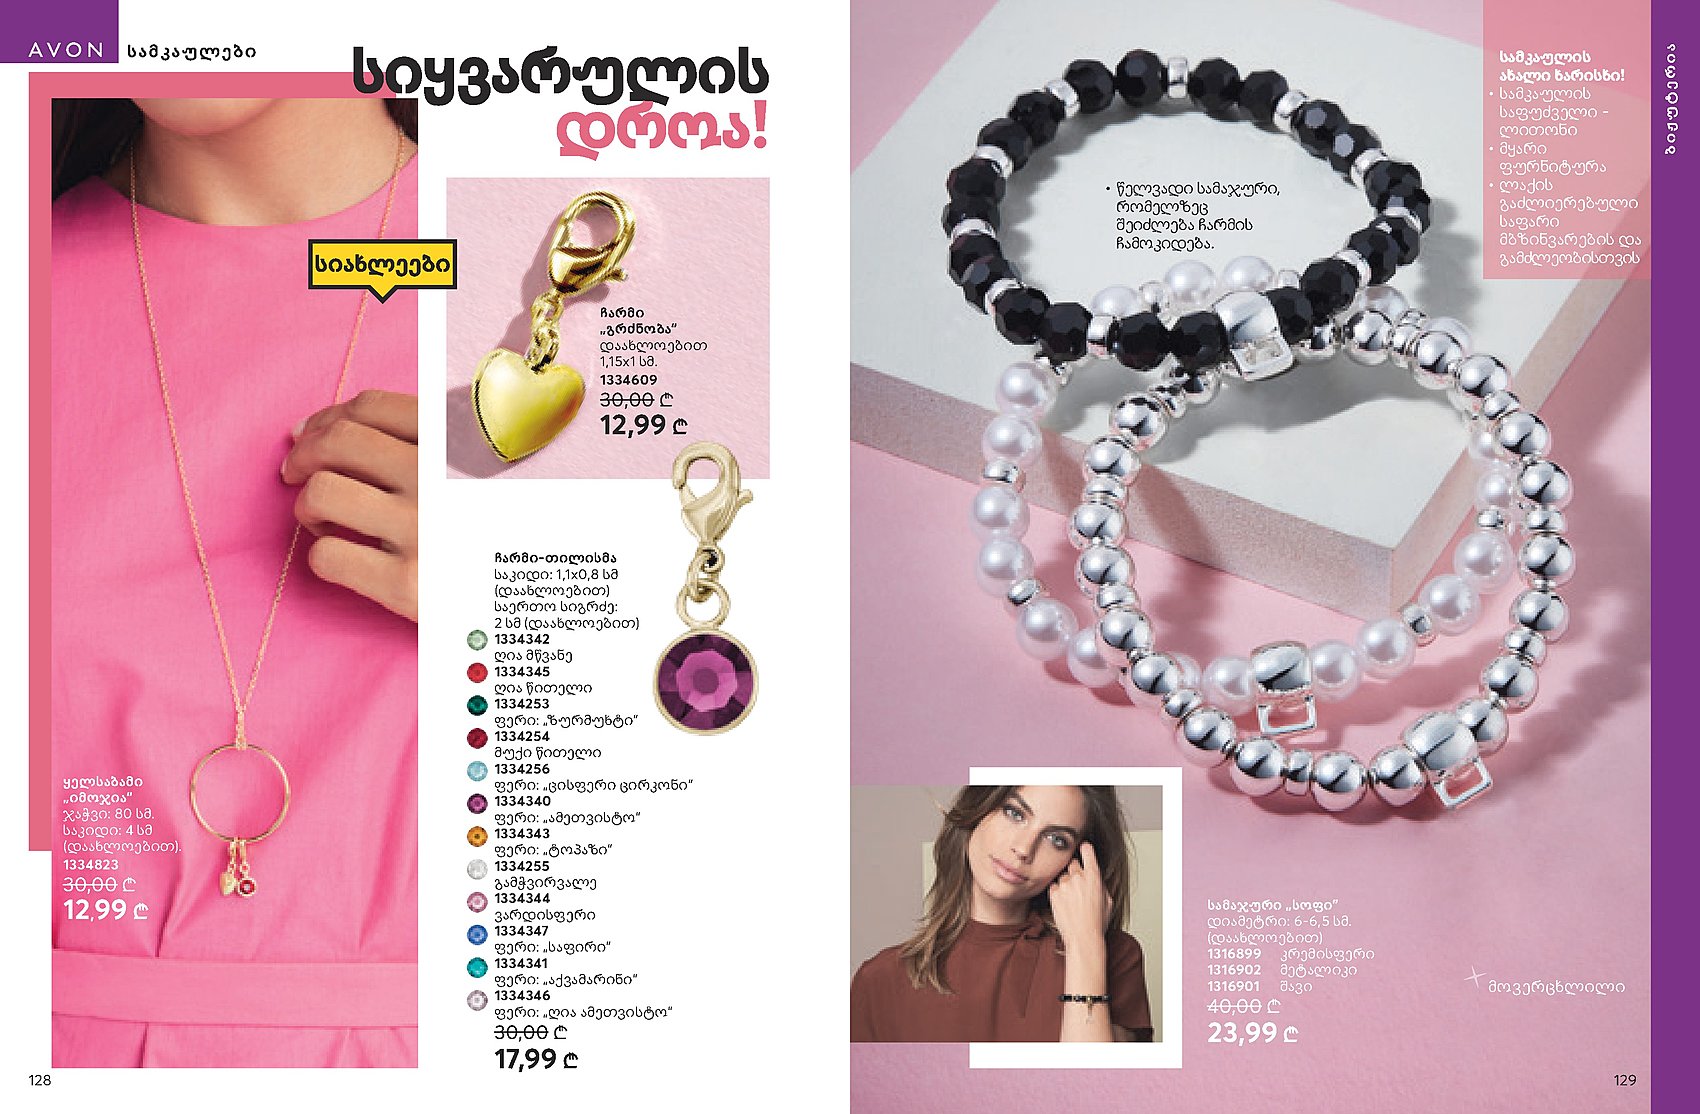 AVON
სამკაულები
სიყვარულის
დროა!
სიახლეები
ჩარმი
„გრძნობა“
დაახლოებით
1,15x1 სმ.
1334609
30,00 ₾
12,99 ₾
ჩარმი-თილისმა
საკიდი: 1,1x0,8 სმ
(დაახლოებით)
საერთო სიგრძე:
2 სმ (დაახლოებით)
1334342
ღია მწვანე
1334345
ღია წითელი
1334253
ფერი: „ზურმუხტი“
1334254
მუქი წითელი
1334256
ფერი: „ცისფერი ცირკონი“
1334340
ფერი: „ამეთვისტო“
1334343
ფერი: „ტოპაზი“
1334255
გამჭვირვალე
1334344
ვარდისფერი
1334347
ფერი: „საფირი“
1334341
ფერი: „აქვამარინი“
1334346
ფერი: „ღია ამეთვისტო“
30,00 ₾
17,99 ₾
ყელსაბამი
„იმოჯია“
ჯაჭვი: 80 სმ.
საკიდი: 4 სმ
(დაახლოებით).
1334823
30,00 ₾
12,99 ₾
128
• წელვადი სამაჯური,
რომელზეც
შეიძლება ჩარმის
ჩამოკიდება.
სამკაულის
ახალი ხარისხი!
• სამკაულის
საფუძველი –
ლითონი
• მყარი
ფურნიტურა
• ლაქის
გაძლიერებული
საფარი
მბზინვარების და
გამძლეობისთვის
ბიჟუტერია
სამაჯური „სოფი“
დიამეტრი: 6-6,5 სმ.
(დაახლოებით)
1316899 კრემისფერი
1316902 მეტალიკი
1316901 შავი
40,00 ₾
23,99 ₾
მოვერცხლილი
129